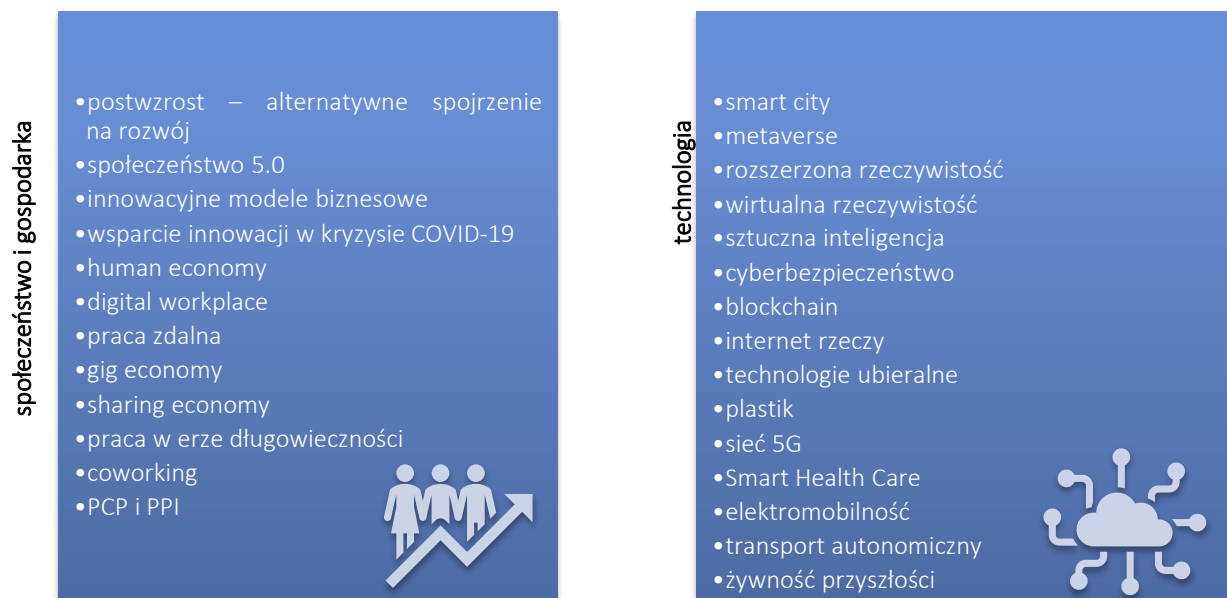 społeczeństwo i gospodarka
•postwzrost – alternatywne spojrzenie
na rozwój
•społeczeństwo 5.0
•innowacyjne modele biznesowe
•wsparcie innowacji w kryzysie COVID-19
•human economy
•digital workplace
•praca zdalna
•gig economy
•sharing economy
•praca w erze długowieczności
•coworking
•PCP i PPI
technologia
•smart city
•metaverse
•rozszerzona rzeczywistość
•wirtualna rzeczywistość
•sztuczna inteligencja
•cyberbezpieczeństwo
•blockchain
•internet rzeczy
•technologie ubieralne
•plastik
•sieć 5G
•Smart Health Care
•elektromobilność
•transport autonomiczny
•żywność przyszłości